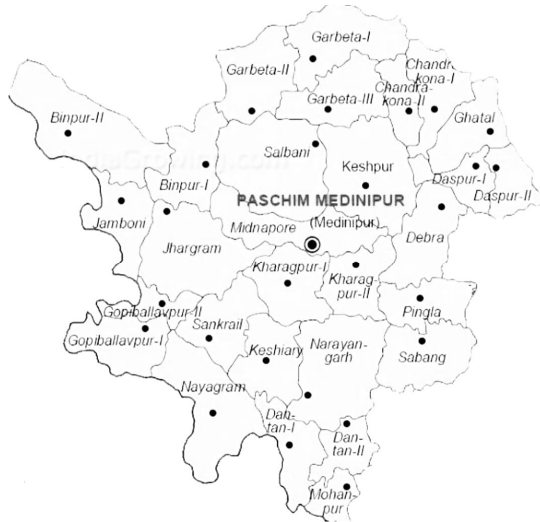 Garbeta-I
Garbeta-II
Chandr-
kona-I
Chandra-
kona-II
Garbeta-III
Ghatal
Binpur-II
Salbani
Keshpur
Binpur-I
Daspur-I
Daspur-II
PASCHIM MEDINIPUR
(Medinipur)
Jamboni
Midnapore
Debra
Jhargram
Kharagpur-I
Kharag-
pur-II
Gopiballavpur-II
Pingla
Sankrail
Gopiballavpur-I
Keshiary
Narayan-
garh
Sabang
Nayagram
Dan-
tan-I
Dan-
tan-II
Mohan-
pur